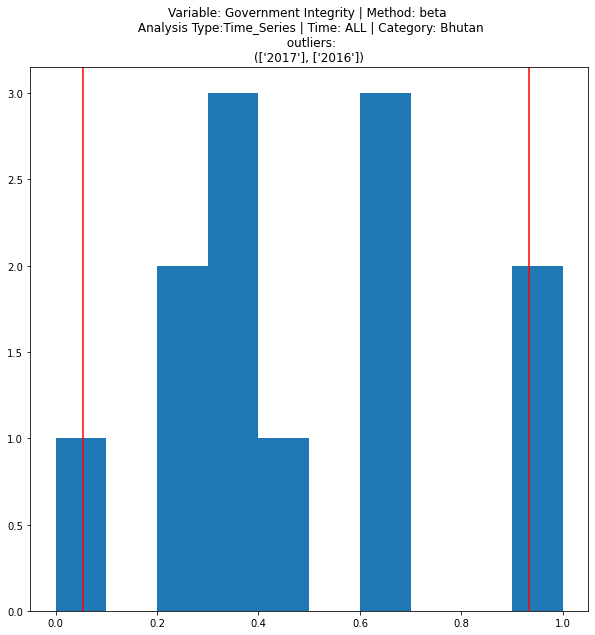 Variable: Government Integrity | Method: beta
Analysis Type:Time_Series | Time: ALL | Category: Bhutan
outliers:
(['2017'], ['2016'])
3.0
2.5
2.0
1.5
1.0
0.5
0.0
0.0 0.2 0.4 0.6 0.8 1.0